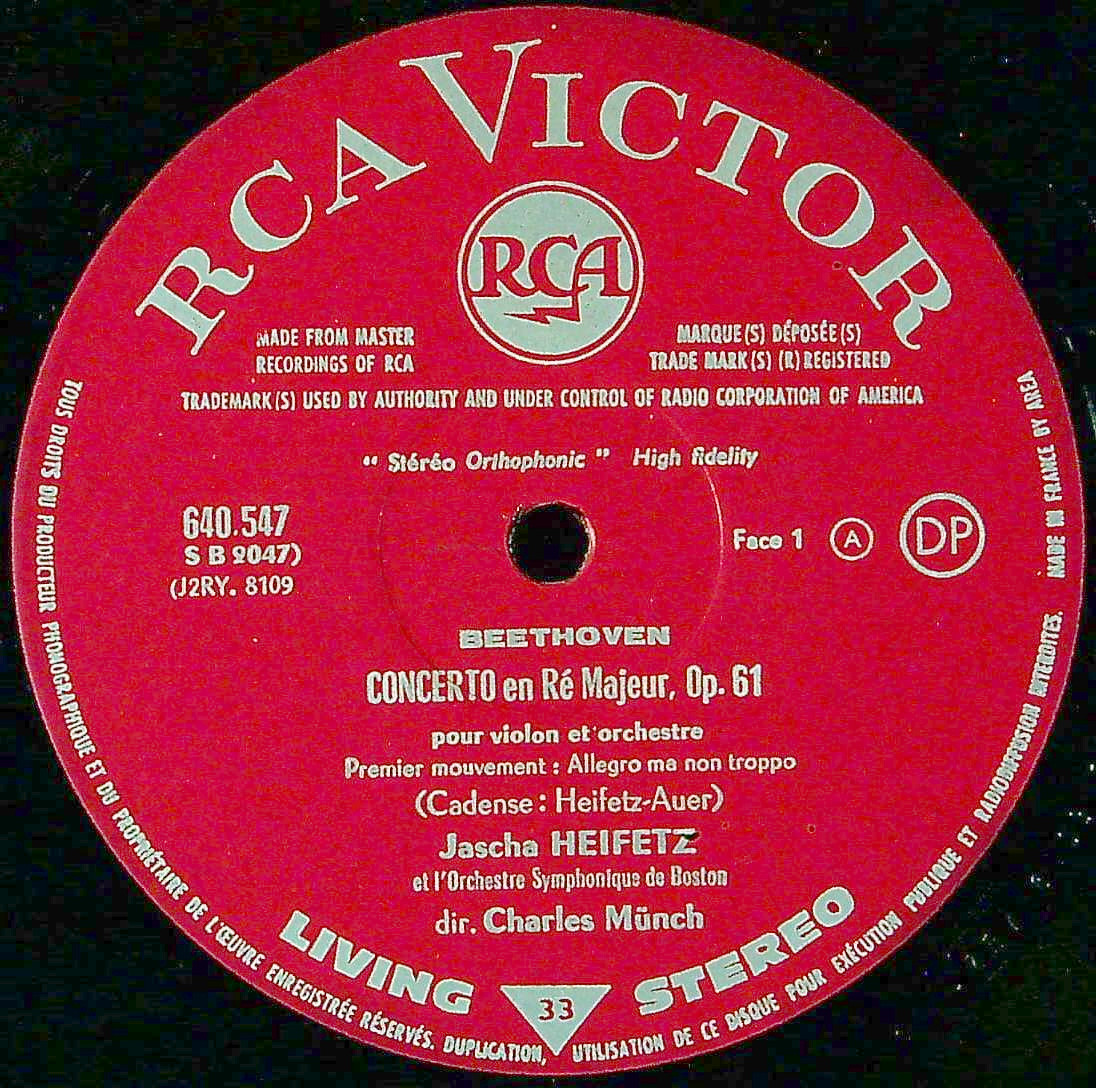 RCA VICTOR
RCA
MADE FROM MASTER
RECORDINGS OF RCA
MARQUE(S) DÉPOSÉE(S)
TRADE MARK(S) (R) REGISTERED
TRADEMARK(S) USED BY AUTHORITY AND UNDER CONTROL OF RADIO CORPORATION OF AMERICA
“ Stéréo Orthophonic ” High fidelity
640.547
S B 2047)
(J2RY. 8109
Face 1 A DP
BEETHOVEN
CONCERTO en Ré Majeur, Op. 61
pour violon et orchestre
Premier mouvement : Allegro ma non troppo
(Cadense : Heifetz-Auer)
Jascha HEIFETZ
et l'Orchestre Symphonique de Boston
dir. Charles Münch
LIVING 33 STEREO
TOUS DROITS DU PRODUCTEUR PHONOGRAPHIQUE ET DU PROPRIÉTAIRE DE L'ŒUVRE ENREGISTRÉE RÉSERVÉS. DUPLICATION, UTILISATION DE CE DISQUE POUR EXÉCUTION PUBLIQUE ET RADIODIFFUSION INTERDITES. MADE IN FRANCE BY AREA